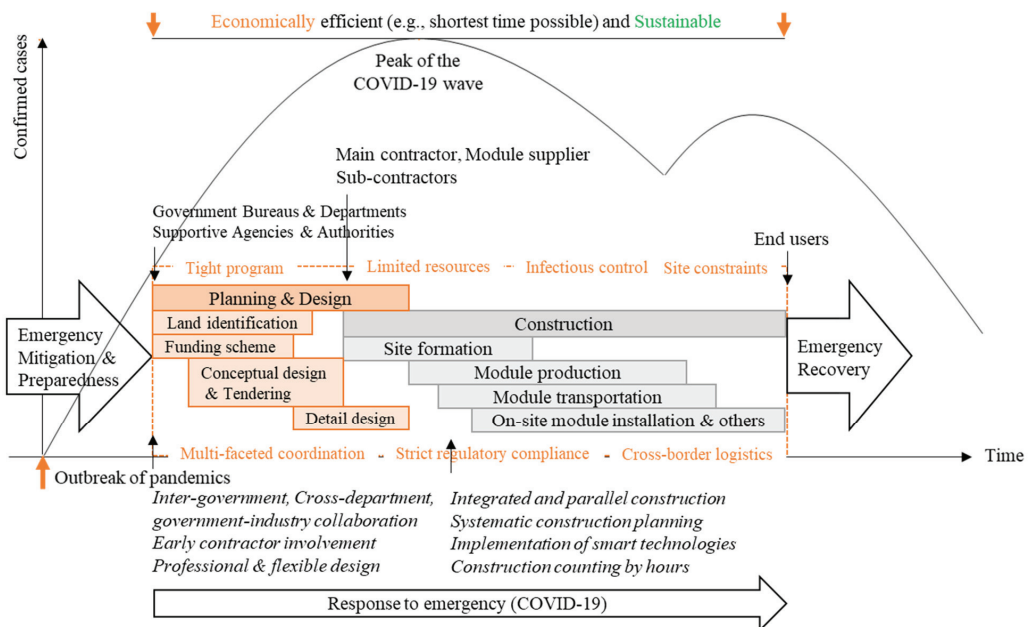 Economically efficient (e.g., shortest time possible) and Sustainable
Confirmed cases
Peak of the
COVID-19 wave
Main contractor, Module supplier
Sub-contractors
Government Bureaus & Departments
Supportive Agencies & Authorities
End users
Tight program
Limited resources
Infectious control
Site constraints
Planning & Design
Land identification
Construction
Emergency
Mitigation &
Preparedness
Funding scheme
Site formation
Emergency
Recovery
Conceptual design
& Tendering
Module production
Module transportation
Detail design
On-site module installation & others
Multi-faceted coordination
Strict regulatory compliance
Cross-border logistics
Time
Outbreak of pandemics
Inter-government, Cross-department,
government-industry collaboration
Early contractor involvement
Professional & flexible design
Integrated and parallel construction
Systematic construction planning
Implementation of smart technologies
Construction counting by hours
Response to emergency (COVID-19)